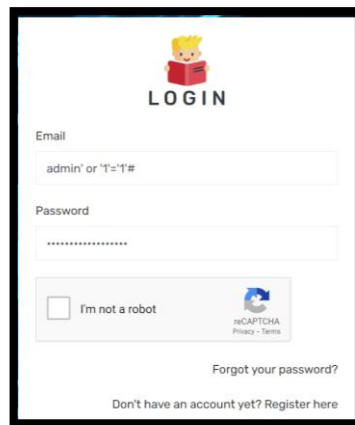 LOGIN
Email
admin' or '1'='1'#
Password
••••••••••••••••••
I'm not a robot
reCAPTCHA
Privacy - Terms
Forgot your password?
Don't have an account yet? Register here